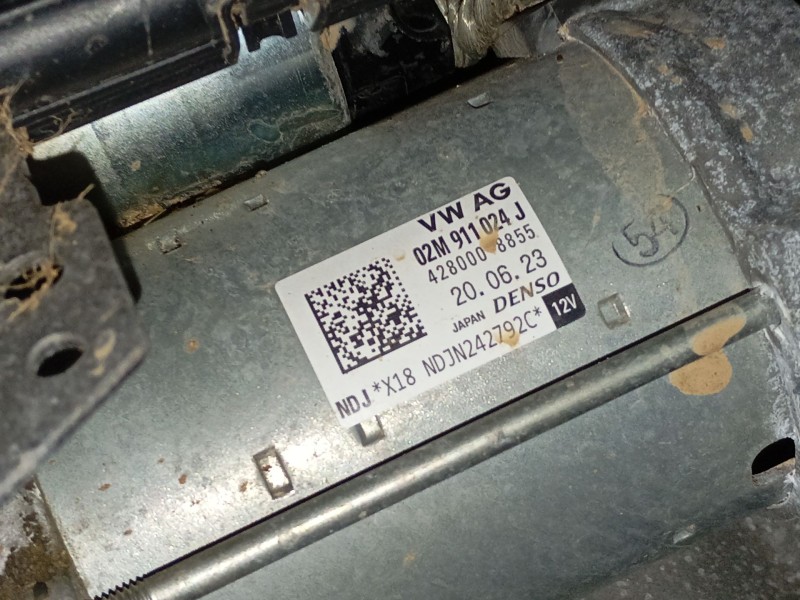 VW AG
02M 911 024 J
428000-8855
20.06.23
JAPAN DENSO
12V
NDJ *X18 NDJN242792C*
54